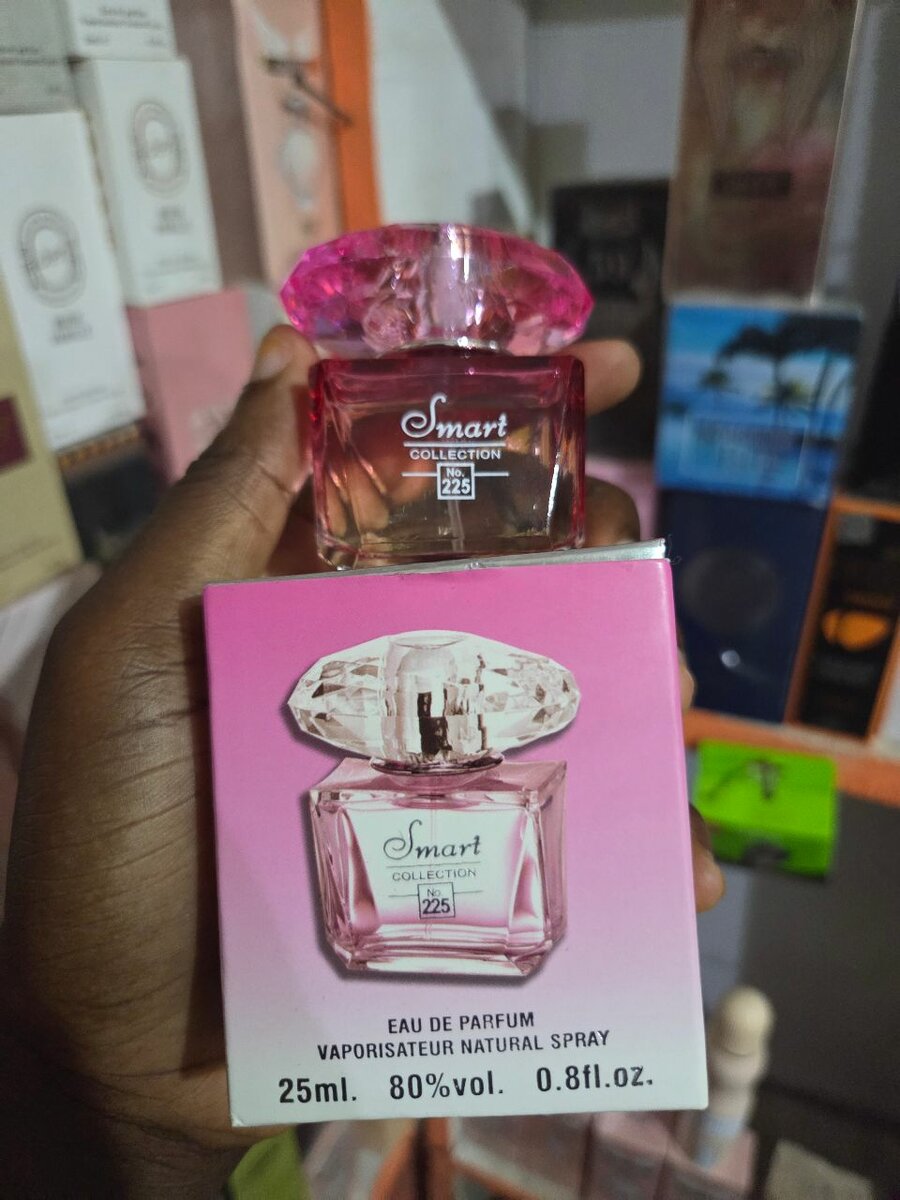 Smart
COLLECTION
No.
225
Smart
COLLECTION
No
225
EAU DE PARFUM
VAPORISATEUR NATURAL SPRAY
25ml. 80%vol. 0.8fl.oz.